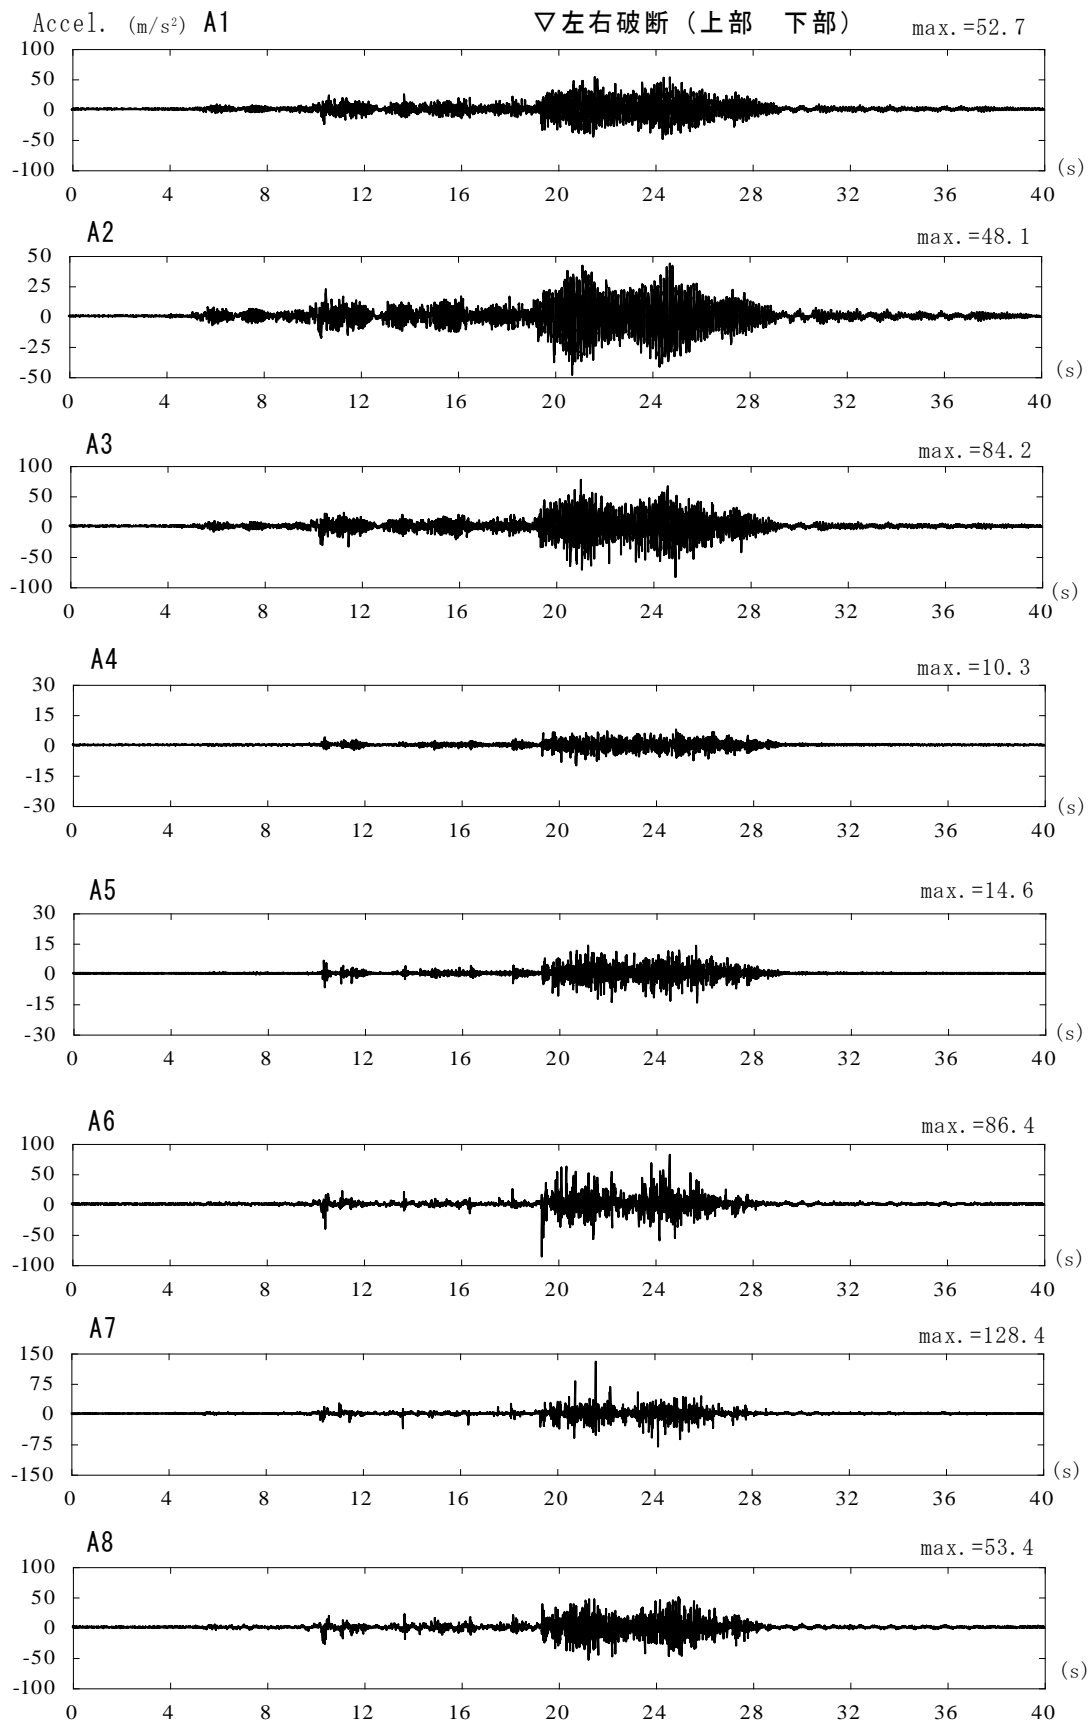 Accel. (m/s²) A1 ▽左右破断（上部　下部） max.=52.7
100
50
0
-50
-100
(s)
0 4 8 12 16 20 24 28 32 36 40
A2 max.=48.1
50
25
0
-25
-50
(s)
0 4 8 12 16 20 24 28 32 36 40
A3 max.=84.2
100
50
0
-50
-100
(s)
0 4 8 12 16 20 24 28 32 36 40
A4 max.=10.3
30
15
0
-15
-30
(s)
0 4 8 12 16 20 24 28 32 36 40
A5 max.=14.6
30
15
0
-15
-30
(s)
0 4 8 12 16 20 24 28 32 36 40
A6 max.=86.4
100
50
0
-50
-100
(s)
0 4 8 12 16 20 24 28 32 36 40
A7 max.=128.4
150
75
0
-75
-150
(s)
0 4 8 12 16 20 24 28 32 36 40
A8 max.=53.4
100
50
0
-50
-100
(s)
0 4 8 12 16 20 24 28 32 36 40